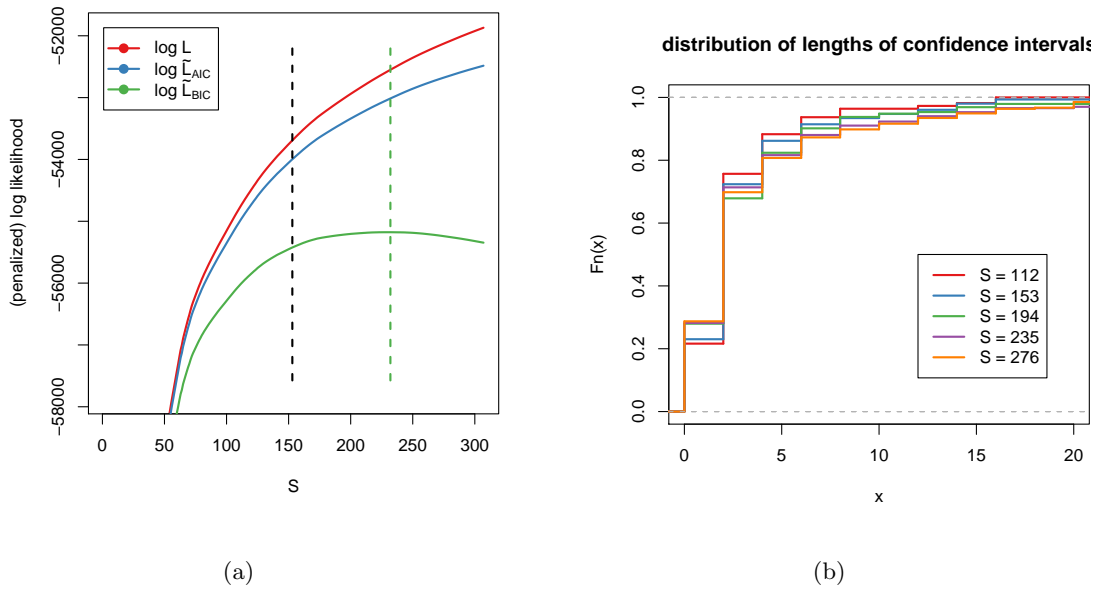 (penalized) log likelihood
-52000
-54000
-56000
-58000
log L
log L̃AIC
log L̃BIC
0 50 100 150 200 250 300
S
(a)
distribution of lengths of confidence intervals
Fn(x)
1.0
0.8
0.6
0.4
0.2
0.0
S = 112
S = 153
S = 194
S = 235
S = 276
0 5 10 15 20
x
(b)